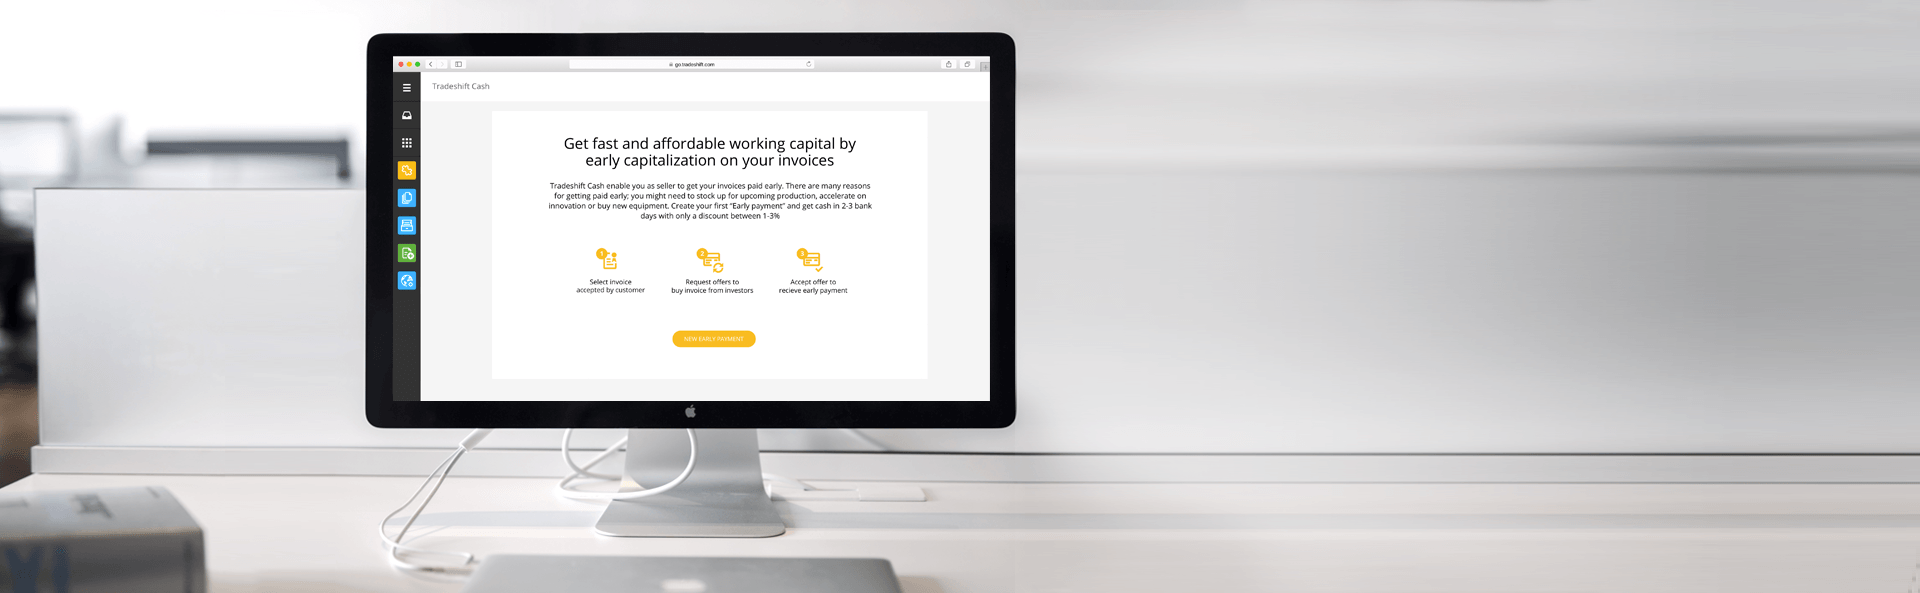 go.tradeshift.com
Tradeshift Cash
Get fast and affordable working capital by
early capitalization on your invoices
Tradeshift Cash enable you as seller to get your invoices paid early. There are many reasons
for getting paid early; you might need to stock up for upcoming production, accelerate on
innovation or buy new equipment. Create your first "Early payment" and get cash in 2-3 bank
days with only a discount between 1-3%
1
2
3
Select invoice
accepted by customer
Request offers to
buy invoice from investors
Accept offer to
recieve early payment
NEW EARLY PAYMENT